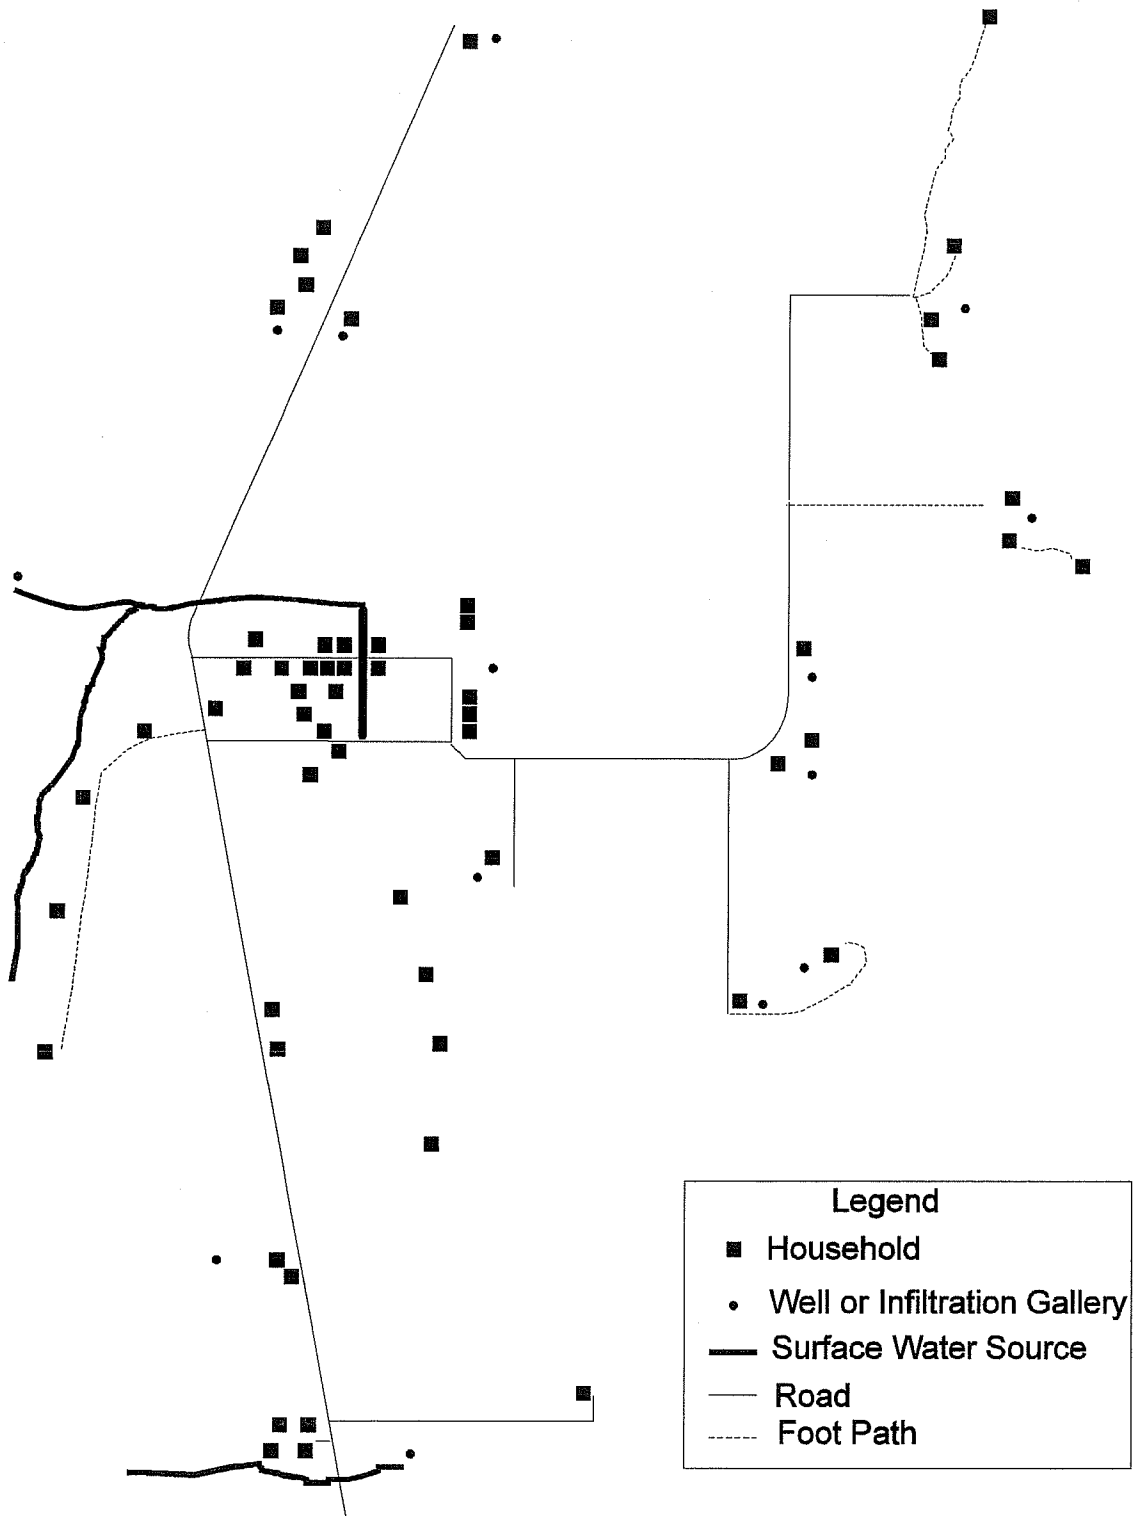 Legend
Household
Well or Infiltration Gallery
Surface Water Source
Road
Foot Path